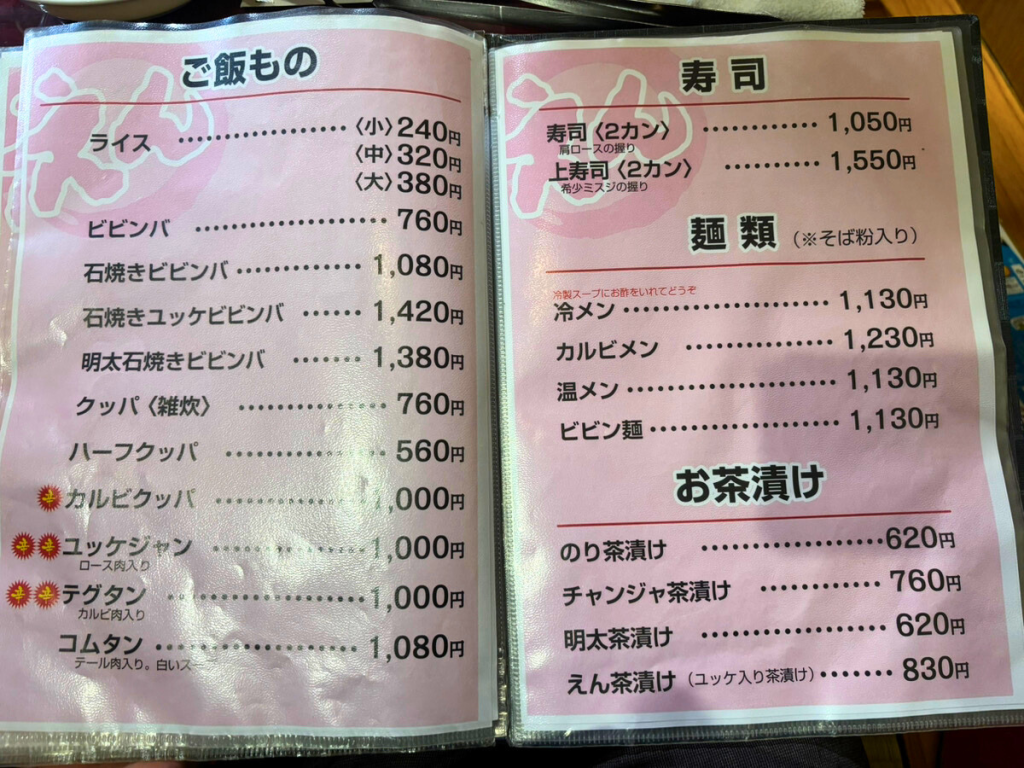 えん
ご飯もの
ライス ‥‥‥‥‥‥ 〈小〉240円
〈中〉320円
〈大〉380円
ビビンバ ‥‥‥‥‥‥ 760円
石焼きビビンバ ‥‥‥‥‥‥ 1,080円
石焼きユッケビビンバ ‥‥‥ 1,420円
明太石焼きビビンバ ‥‥‥ 1,380円
クッパ〈雑炊〉 ‥‥‥‥‥‥ 760円
ハーフクッパ ‥‥‥‥‥‥ 560円
辛 カルビクッパ ‥‥‥‥‥‥ 1,000円
辛 辛 ユッケジャン ‥‥‥‥‥‥ 1,000円
ロース肉入り
辛 辛 テグタン ‥‥‥‥‥‥ 1,000円
カルビ肉入り
コムタン ‥‥‥‥‥‥ 1,080円
テール肉入り。白いスー
えん
寿司
寿司〈2カン〉 ‥‥‥‥‥‥ 1,050円
肩ロースの握り
上寿司〈2カン〉 ‥‥‥‥‥ 1,550円
希少ミスジの握り
麺類(※そば粉入り)
冷製スープにお酢をいれてどうぞ
冷メン ‥‥‥‥‥‥ 1,130円
カルビメン ‥‥‥‥‥‥ 1,230円
温メン ‥‥‥‥‥‥ 1,130円
ビビン麺 ‥‥‥‥‥‥ 1,130円
お茶漬け
のり茶漬け ‥‥‥‥‥‥ 620円
チャンジャ茶漬け ‥‥‥‥‥‥ 760円
明太茶漬け ‥‥‥‥‥‥ 620円
えん茶漬け(ユッケ入り茶漬け) ‥‥‥ 830円